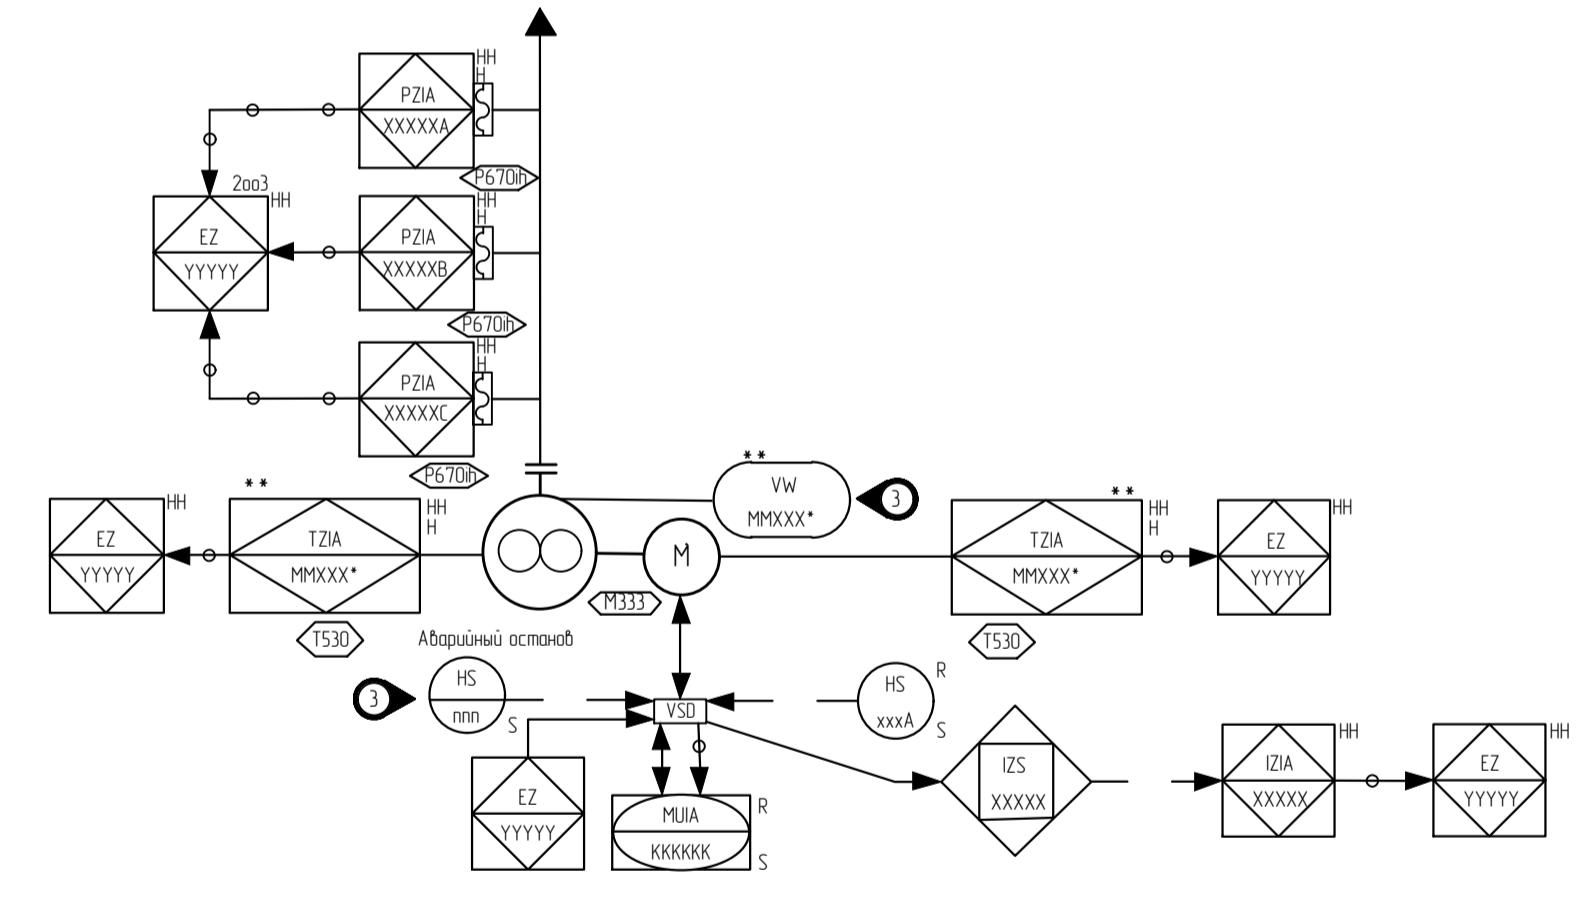 HH
H
PZIA
XXXXXA
P670ih
2oo3
HH
EZ
YYYYY
HH
H
PZIA
XXXXXB
P670ih
HH
H
PZIA
XXXXXC
P670ih
**
VW
MMXXX*
3
HH
EZ
YYYYY
**
HH
H
TZIA
MMXXX*
T530
M
M333
**
HH
H
TZIA
MMXXX*
T530
HH
EZ
YYYYY
Аварийный останов
3
HS
nnn
S
VSD
HS
xxxA
R
S
EZ
YYYYY
MUIA
KKKKKK
R
S
IZS
XXXXX
HH
IZIA
XXXXX
HH
EZ
YYYYY